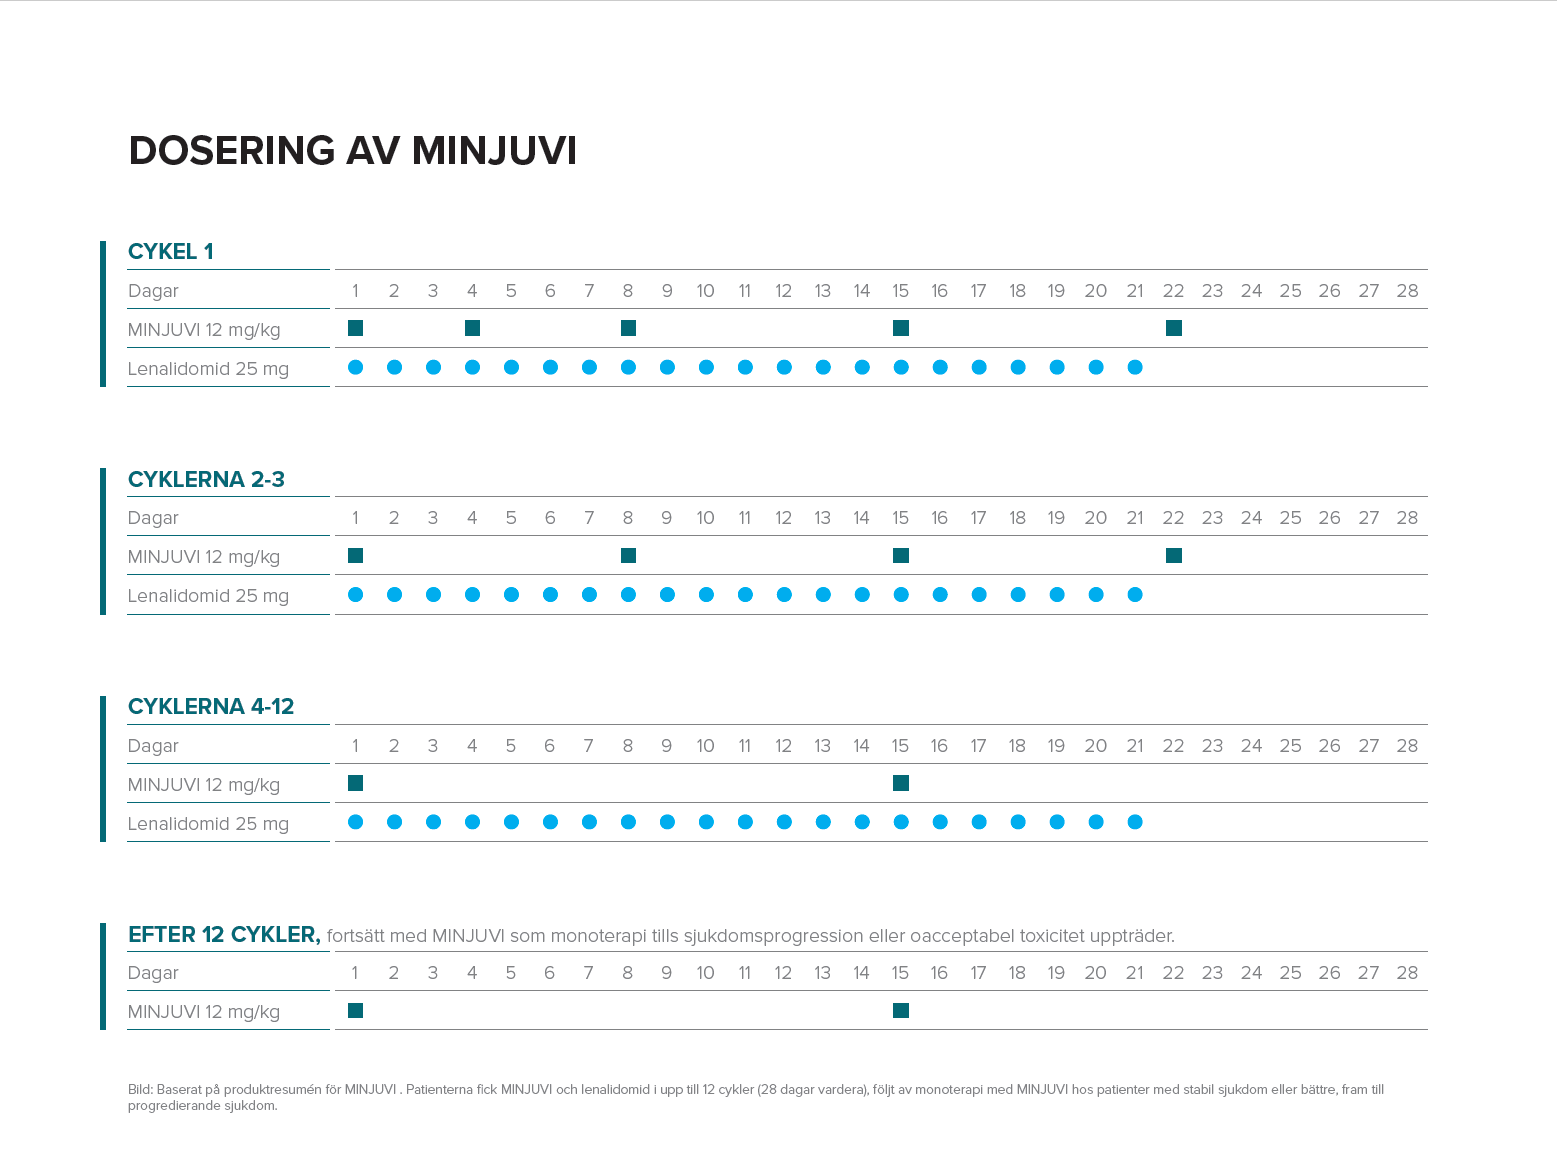 DOSERING AV MINJUVI
CYKEL 1
Dagar 1 2 3 4 5 6 7 8 9 10 11 12 13 14 15 16 17 18 19 20 21 22 23 24 25 26 27 28
MINJUVI 12 mg/kg
Lenalidomid 25 mg
CYKLERNA 2-3
Dagar 1 2 3 4 5 6 7 8 9 10 11 12 13 14 15 16 17 18 19 20 21 22 23 24 25 26 27 28
MINJUVI 12 mg/kg
Lenalidomid 25 mg
CYKLERNA 4-12
Dagar 1 2 3 4 5 6 7 8 9 10 11 12 13 14 15 16 17 18 19 20 21 22 23 24 25 26 27 28
MINJUVI 12 mg/kg
Lenalidomid 25 mg
EFTER 12 CYKLER, fortsätt med MINJUVI som monoterapi tills sjukdomsprogression eller oacceptabel toxicitet uppträder.
Dagar 1 2 3 4 5 6 7 8 9 10 11 12 13 14 15 16 17 18 19 20 21 22 23 24 25 26 27 28
MINJUVI 12 mg/kg
Bild: Baserat på produktresumén för MINJUVI . Patienterna fick MINJUVI och lenalidomid i upp till 12 cykler (28 dagar vardera), följt av monoterapi med MINJUVI hos patienter med stabil sjukdom eller bättre, fram till
progredierande sjukdom.